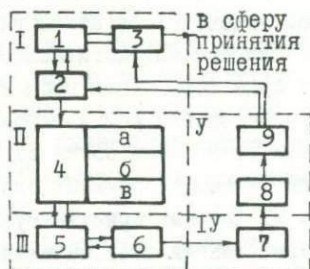 I 1 3 в сферу
принятия
решения
2
II 4 а У 9
б
в 8
III 5 6 IУ 7